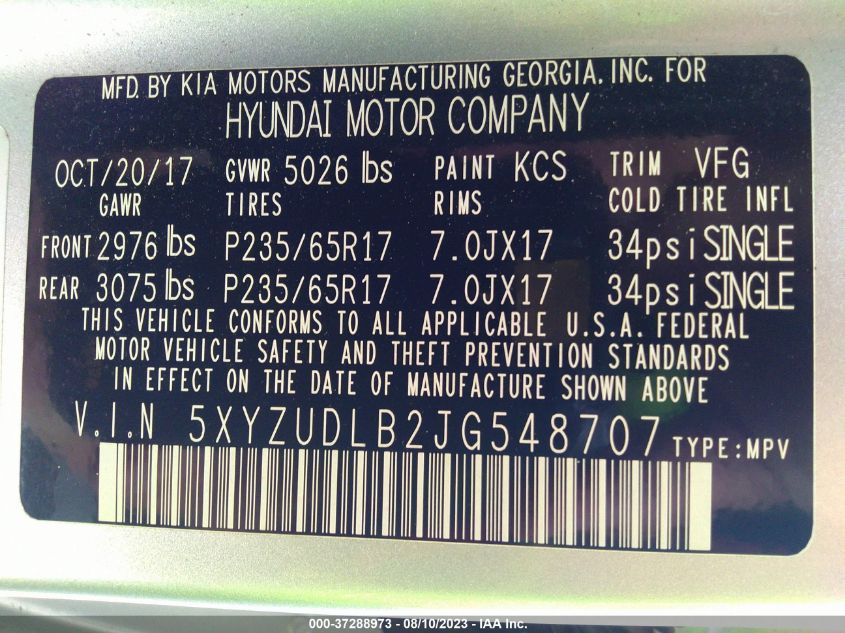 MFD. BY KIA MOTORS MANUFACTURING GEORGIA, INC. FOR
HYUNDAI MOTOR COMPANY
OCT/20/17 GVWR 5026 lbs PAINT KCS TRIM VFG
GAWR TIRES RIMS COLD TIRE INFL
FRONT 2976 lbs P235/65R17 7.0JX17 34psi SINGLE
REAR 3075 lbs P235/65R17 7.0JX17 34psi SINGLE
THIS VEHICLE CONFORMS TO ALL APPLICABLE U.S.A. FEDERAL
MOTOR VEHICLE SAFETY AND THEFT PREVENTION STANDARDS
IN EFFECT ON THE DATE OF MANUFACTURE SHOWN ABOVE
V.I.N 5XYZUDLB2JG548707 TYPE:MPV
000-37288973 — 08/10/2023 — IAA Inc.